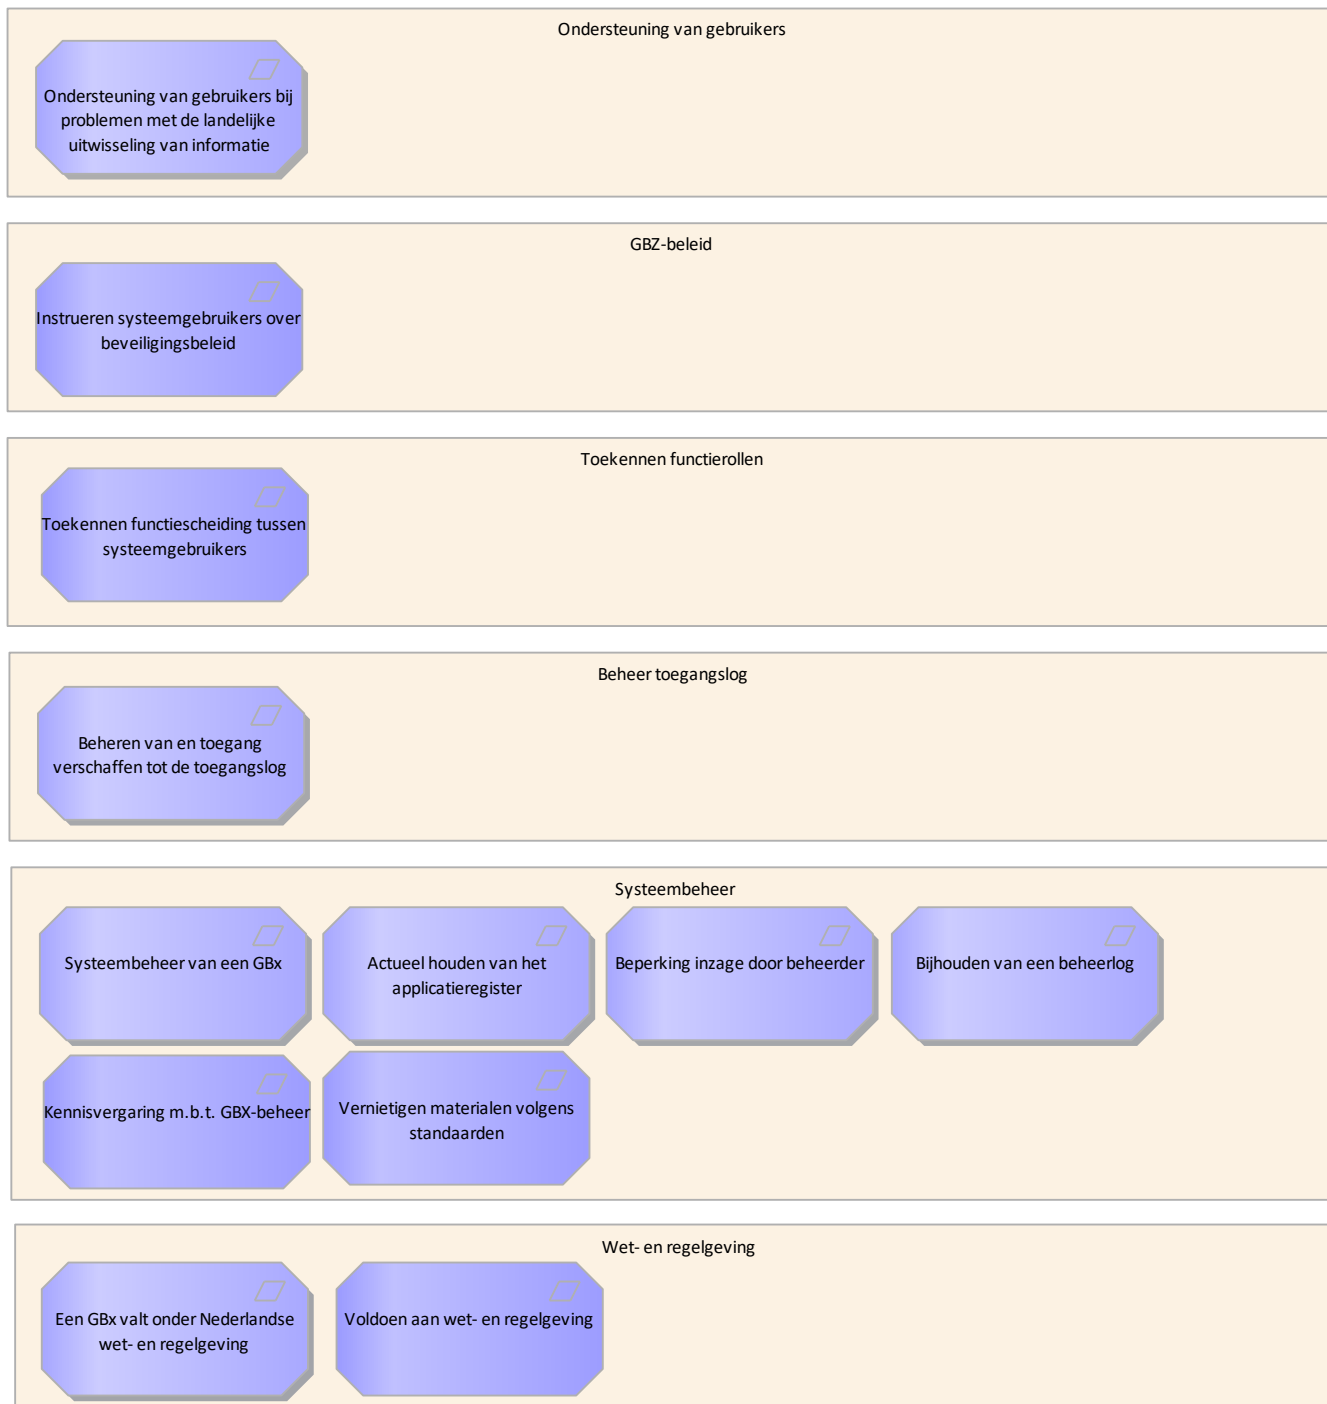 Ondersteuning van gebruikers
Ondersteuning van gebruikers bij
problemen met de landelijke
uitwisseling van informatie
GBZ-beleid
Instrueren systeemgebruikers over
beveiligingsbeleid
Toekennen functierollen
Toekennen functiescheiding tussen
systeemgebruikers
Beheer toegangslog
Beheren van en toegang
verschaffen tot de toegangslog
Systeembeheer
Systeembeheer van een GBx
Actueel houden van het
applicatieregister
Beperking inzage door beheerder
Bijhouden van een beheerlog
Kennisvergaring m.b.t. GBX-beheer
Vernietigen materialen volgens
standaarden
Wet- en regelgeving
Een GBx valt onder Nederlandse
wet- en regelgeving
Voldoen aan wet- en regelgeving